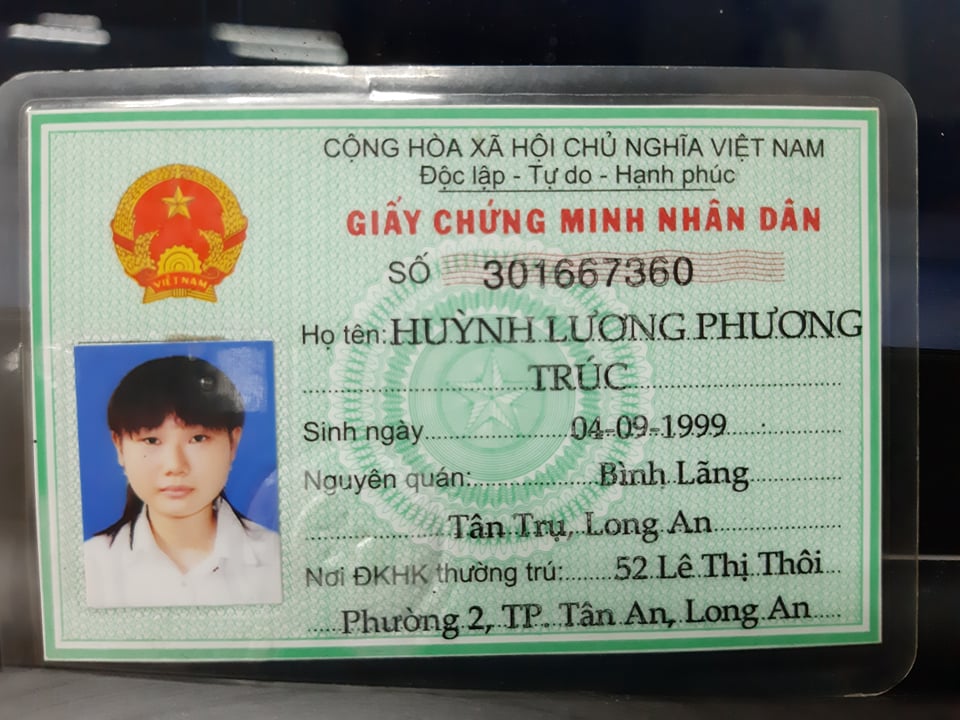 CỘNG HÒA XÃ HỘI CHỦ NGHĨA VIỆT NAM
Độc lập - Tự do - Hạnh phúc
GIẤY CHỨNG MINH NHÂN DÂN
SỐ 301667360
VIỆT NAM
Họ tên: HUỲNH LƯƠNG PHƯƠNG
TRÚC
Sinh ngày 04-09-1999
Nguyên quán: Bình Lãng
Tân Trụ, Long An
Nơi ĐKHK thường trú: 52 Lê Thị Thôi
Phường 2, TP. Tân An, Long An